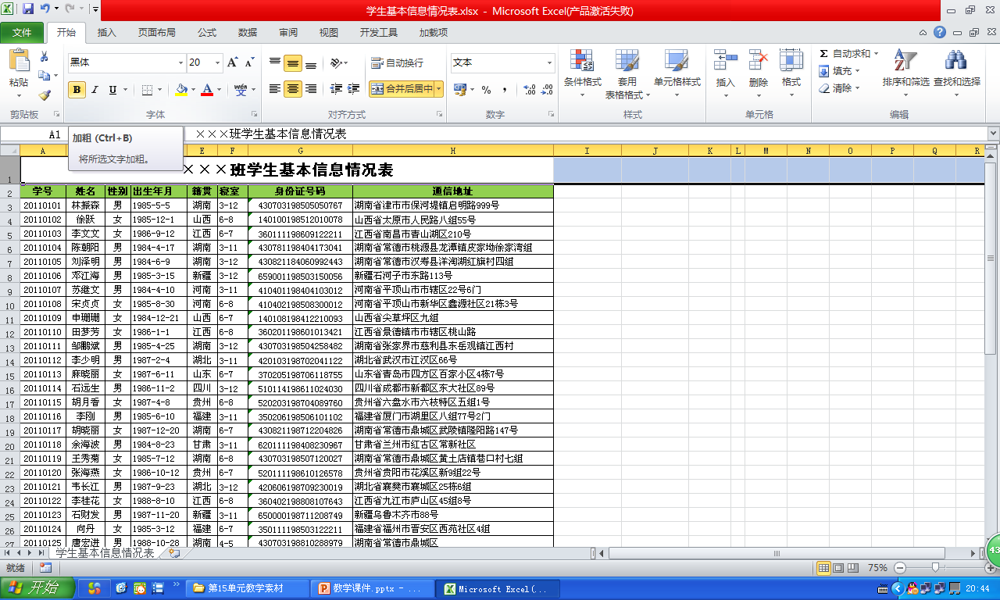 学生基本信息情况表.xlsx - Microsoft Excel(产品激活失败)
文件 开始 插入 页面布局 公式 数据 审阅 视图 开发工具 加载项
黑体 20 自动换行 文本 Σ 自动求和
粘贴 条件格式 套用 表格格式 单元格样式 插入 删除 格式 填充 排序和筛选 查找和选择
B I U A 合并后居中 % , 清除
剪贴板 字体 对齐方式 数字 样式 单元格 编辑
A1 ×××班学生基本信息情况表
加粗 (Ctrl+B)
将所选文字加粗。
A E F G H I J K L M N O P Q R
1 ×××班学生基本信息情况表
2 学号 姓名 性别 出生年月 籍贯 寝室 身份证号码 通信地址
3 20110101 林振森 男 1985-5-5 湖南 3-12 430703198505050767 湖南省津市市保河堤镇启明路999号
4 20110102 徐跃 女 1985-12-1 山西 6-8 140100198512010078 山西省太原市人民路八组55号
5 20110103 李文文 女 1986-9-12 江西 6-7 360111198609122211 江西省南昌市青山湖区210号
6 20110104 陈朝阳 男 1984-4-17 湖南 3-11 430781198404173041 湖南省常德市桃源县龙潭镇皮家坳徐家湾组
7 20110105 刘泽明 男 1984-6-9 湖南 3-12 430821184060992443 湖南省常德市汉寿县洋淘湖红旗村四组
8 20110106 邓江海 男 1985-3-15 新疆 3-12 659001198503150056 新疆石河子市东路113号
9 20110107 苏继文 男 1984-4-10 河南 3-11 410401198404103012 河南省平顶山市市辖区22号6门
10 20110108 宋贞贞 女 1985-8-30 河南 6-8 410402198508300012 河南省平顶山市新华区鑫源社区21栋3号
11 20110109 申珊珊 女 1984-12-21 山西 6-7 140108198412210093 山西省尖草坪区九组
12 20110110 田梦芳 女 1986-1-1 江西 6-8 360201198601013421 江西省景德镇市市辖区桃山路
13 20110111 邹鹏斌 男 1985-4-25 湖南 3-12 430703198504258482 湖南省张家界市慈利县东岳观镇江西村
14 20110112 李少明 男 1987-2-4 湖北 3-11 420103198702041122 湖北省武汉市江汉区66号
15 20110113 麻晓丽 女 1987-6-11 山东 6-7 370205198706118755 山东省青岛市四方区百家小区4栋7号
16 20110114 石远生 男 1986-11-2 四川 3-12 510114198611024030 四川省成都市新都区东大社区89号
17 20110115 胡月香 女 1987-4-8 贵州 6-8 520203198704089760 贵州省六盘水市六枝特区五组1号
18 20110116 李刚 男 1985-6-10 福建 3-11 350206198506101102 福建省厦门市湖里区八组77号2门
19 20110117 胡晓丽 女 1987-12-20 湖南 6-7 430821198712204826 湖南省常德市鼎城区武陵镇隆阳路147号
20 20110118 余海波 男 1984-8-23 甘肃 3-11 620111198408230967 甘肃省兰州市红古区常新社区
21 20110119 王秀菊 女 1985-7-12 湖南 6-8 430703198507120027 湖南省常德市鼎城区黄土店镇巷口村七组
22 20110120 张海燕 女 1986-10-12 贵州 6-7 520111198610126578 贵州省贵阳市花溪区新9组22号
23 20110121 韦长江 男 1987-9-23 湖北 3-12 420606198709230019 湖北省襄樊市襄城区25栋6组
24 20110122 李桂花 女 1988-8-10 江西 6-8 360402198808107643 江西省九江市庐山区45组8号
25 20110123 石财发 男 1987-11-20 新疆 3-11 650000198711208749 新疆乌鲁木齐市88号
26 20110124 向丹 女 1985-3-12 福建 6-7 350111198503122211 福建省福州市晋安区西苑社区4组
27 20110125 唐宏进 男 1988-10-28 湖南 4-5 430703198810288979 湖南省常德市鼎城区
学生基本信息情况表
就绪 75%
43
开始 第15单元教学素材 教学课件.pptx - ... Microsoft Excel(... 20:44